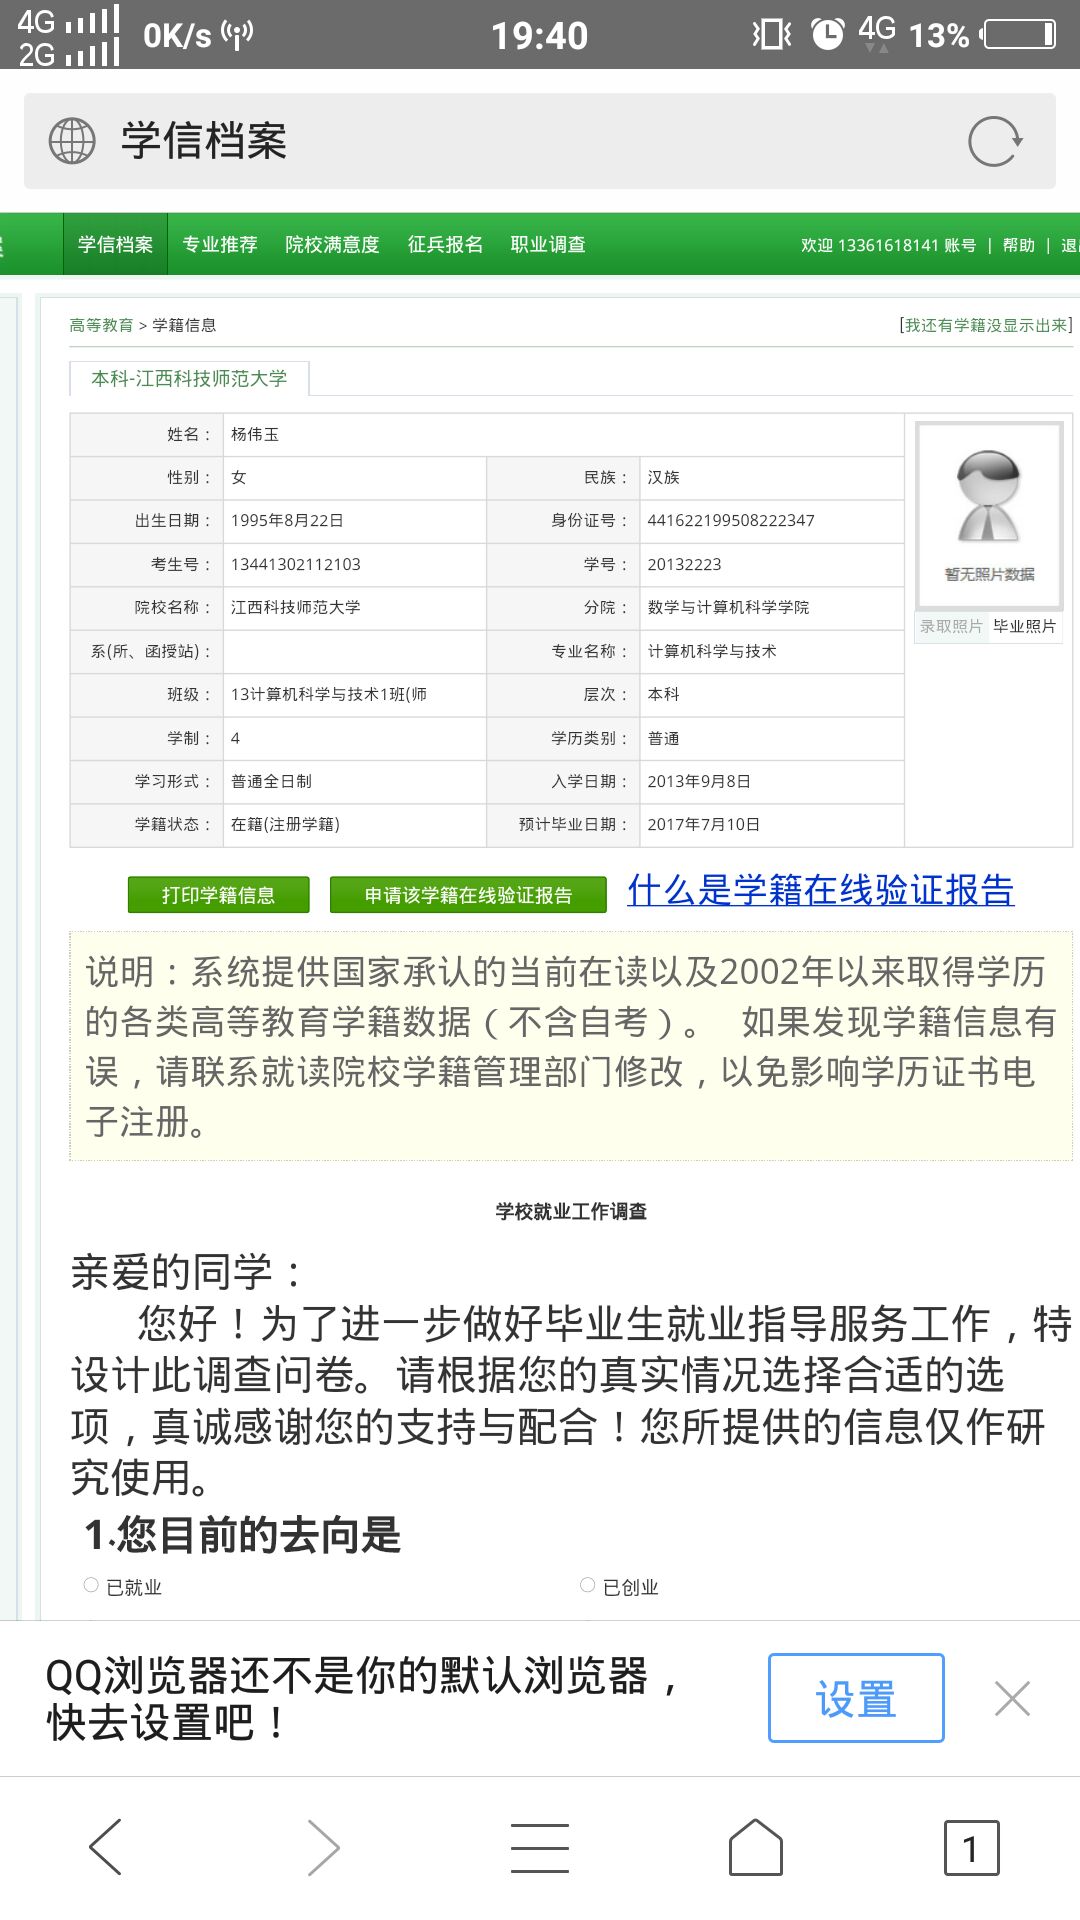 4G
2G
0K/s
19:40
4G
13%
学信档案
学信档案 专业推荐 院校满意度 征兵报名 职业调查 欢迎 13361618141 账号 | 帮助 |
高等教育 > 学籍信息 [我还有学籍没显示出来]
本科-江西科技师范大学
姓名： 杨伟玉
性别： 女 民族： 汉族
出生日期： 1995年8月22日 身份证号： 441622199508222347
考生号： 13441302112103 学号： 20132223
院校名称： 江西科技师范大学 分院： 数学与计算机科学学院
系(所、函授站)： 专业名称： 计算机科学与技术
班级： 13计算机科学与技术1班(师 层次： 本科
学制： 4 学历类别： 普通
学习形式： 普通全日制 入学日期： 2013年9月8日
学籍状态： 在籍(注册学籍) 预计毕业日期： 2017年7月10日
暂无照片数据
录取照片 毕业照片
打印学籍信息 申请该学籍在线验证报告 什么是学籍在线验证报告
说明：系统提供国家承认的当前在读以及2002年以来取得学历
的各类高等教育学籍数据（不含自考）。 如果发现学籍信息有
误，请联系就读院校学籍管理部门修改，以免影响学历证书电
子注册。
学校就业工作调查
亲爱的同学：
您好！为了进一步做好毕业生就业指导服务工作，特
设计此调查问卷。请根据您的真实情况选择合适的选
项，真诚感谢您的支持与配合！您所提供的信息仅作研
究使用。
1.您目前的去向是
已就业 已创业
QQ浏览器还不是你的默认浏览器，
快去设置吧！
设置
1